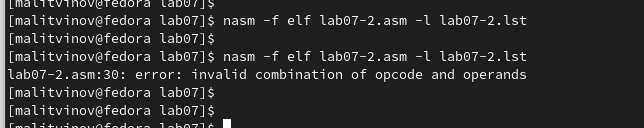 [malitvinov@fedora lab07]$
[malitvinov@fedora lab07]$ nasm -f elf lab07-2.asm -l lab07-2.lst
[malitvinov@fedora lab07]$
[malitvinov@fedora lab07]$ nasm -f elf lab07-2.asm -l lab07-2.lst
lab07-2.asm:30: error: invalid combination of opcode and operands
[malitvinov@fedora lab07]$
[malitvinov@fedora lab07]$
[malitvinov@fedora lab07]$